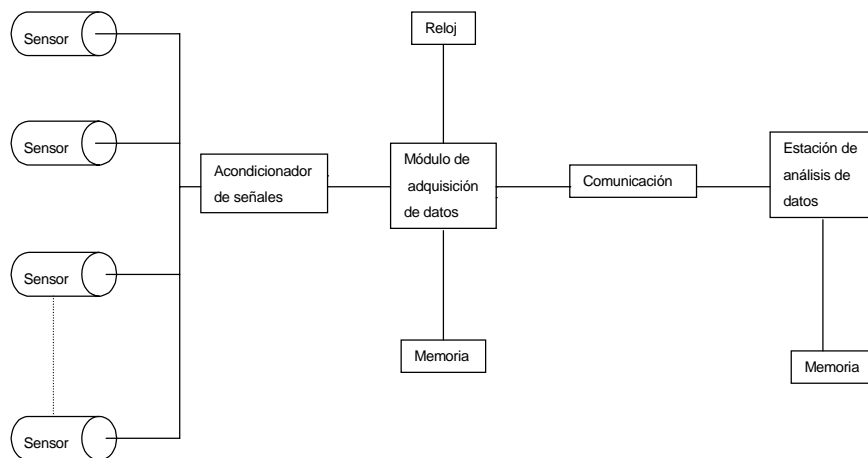 Sensor
Sensor
Sensor
Sensor
Acondicionador
de señales
Reloj
Módulo de
adquisición
de datos
Memoria
Comunicación
Estación de
análisis de
datos
Memoria